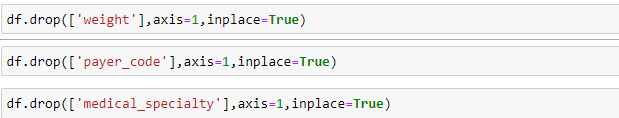 df.drop(['weight'],axis=1,inplace=True)
df.drop(['payer_code'],axis=1,inplace=True)
df.drop(['medical_specialty'],axis=1,inplace=True)